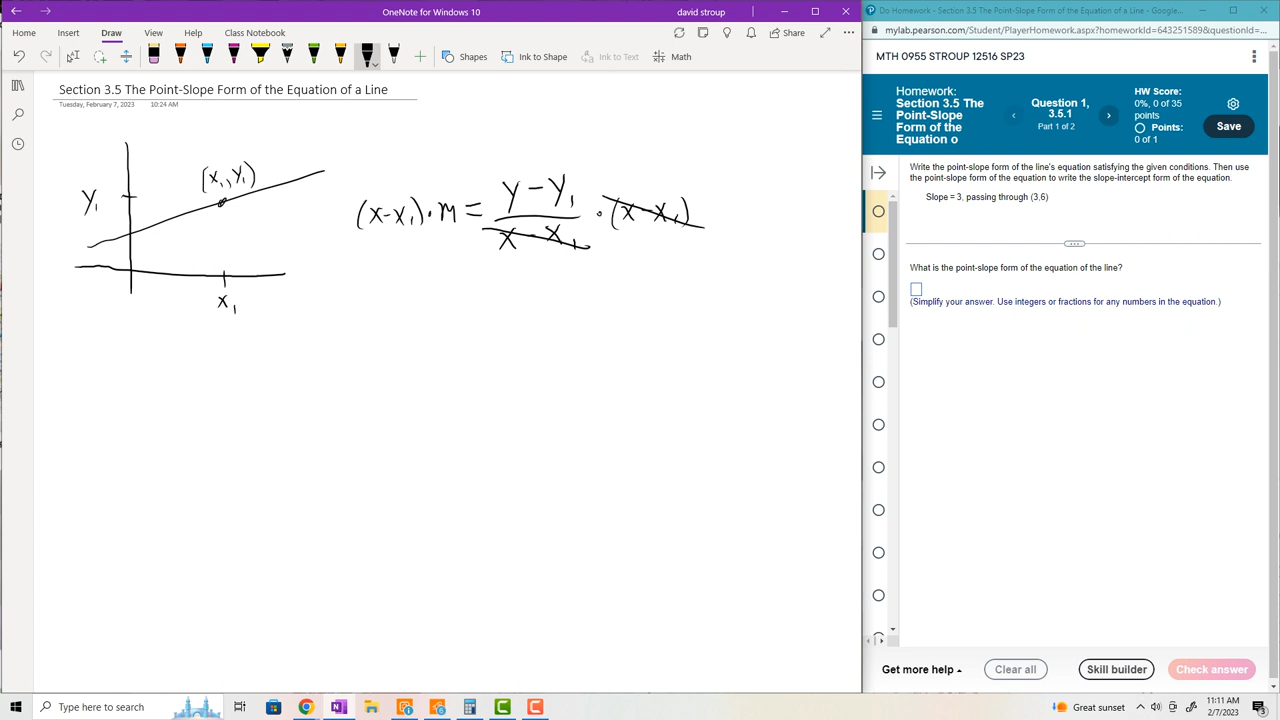 OneNote for Windows 10
david stroup
Home Insert Draw View Help Class Notebook
Share
Shapes Ink to Shape Ink to Text Math
Section 3.5 The Point-Slope Form of the Equation of a Line
Tuesday, February 7, 2023 10:24 AM
(x₁, y₁)
y₁
x₁
(x-x₁)·m = y-y₁ / x-x₁ · (x-x₁)
Do Homework - Section 3.5 The Point-Slope Form of the Equation of a Line - Google...
mylab.pearson.com/Student/PlayerHomework.aspx?homeworkId=643251589&questionId=...
MTH 0955 STROUP 12516 SP23
Homework:
Section 3.5 The
Point-Slope
Form of the
Equation o
Question 1,
3.5.1
Part 1 of 2
HW Score:
0%, 0 of 35
points
Points:
0 of 1
Save
Write the point-slope form of the line's equation satisfying the given conditions. Then use
the point-slope form of the equation to write the slope-intercept form of the equation.
Slope = 3, passing through (3,6)
What is the point-slope form of the equation of the line?
(Simplify your answer. Use integers or fractions for any numbers in the equation.)
Get more help
Clear all
Skill builder
Check answer
Type here to search
Great sunset
11:11 AM
2/7/2023
3